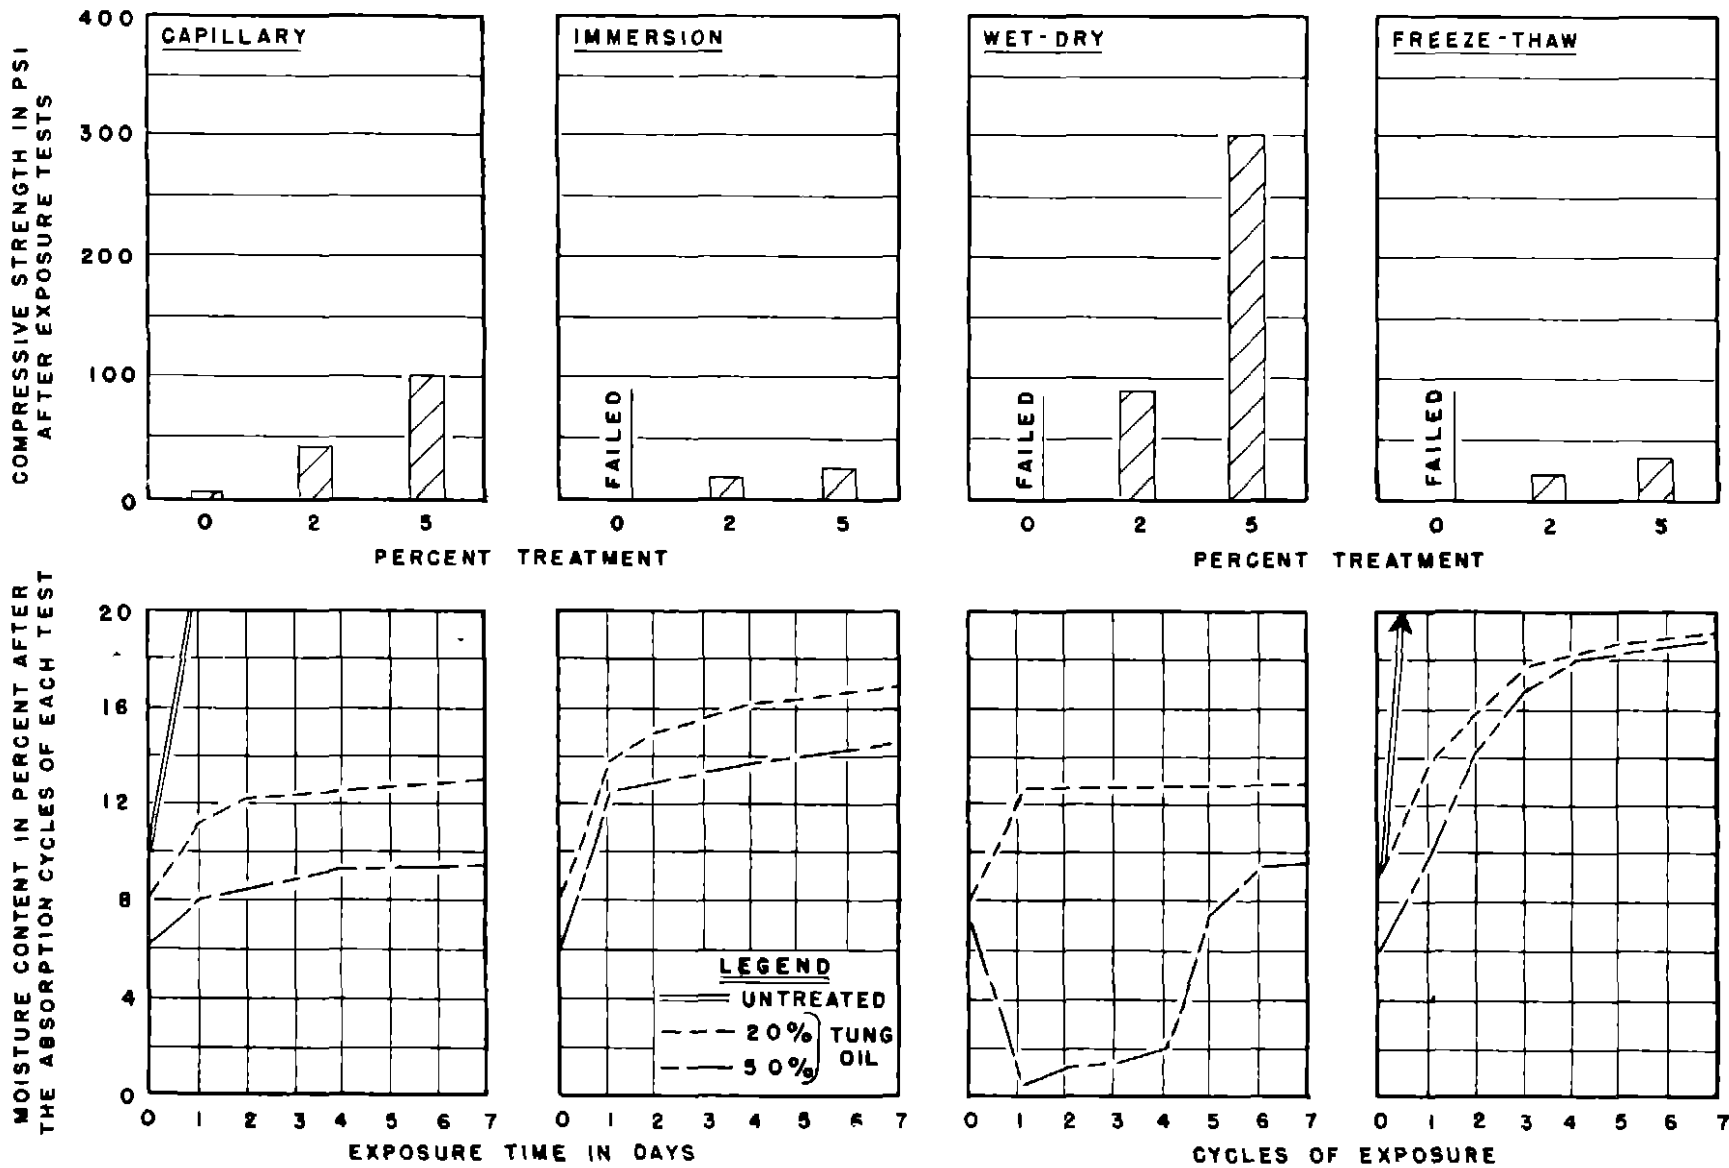 COMPRESSIVE STRENGTH IN PSI
AFTER EXPOSURE TESTS
400
300
200
100
0
CAPILLARY
IMMERSION
WET-DRY
FREEZE-THAW
FAILED
FAILED
FAILED
0 2 5
0 2 5
0 2 5
0 2 5
PERCENT TREATMENT
PERCENT TREATMENT
MOISTURE CONTENT IN PERCENT AFTER
THE ABSORPTION CYCLES OF EACH TEST
20
16
12
8
4
0
LEGEND
UNTREATED
2.0%
5.0%
TUNG
OIL
0 1 2 3 4 5 6 7
0 1 2 3 4 5 6 7
0 1 2 3 4 5 6 7
0 1 2 3 4 5 6 7
EXPOSURE TIME IN DAYS
CYCLES OF EXPOSURE